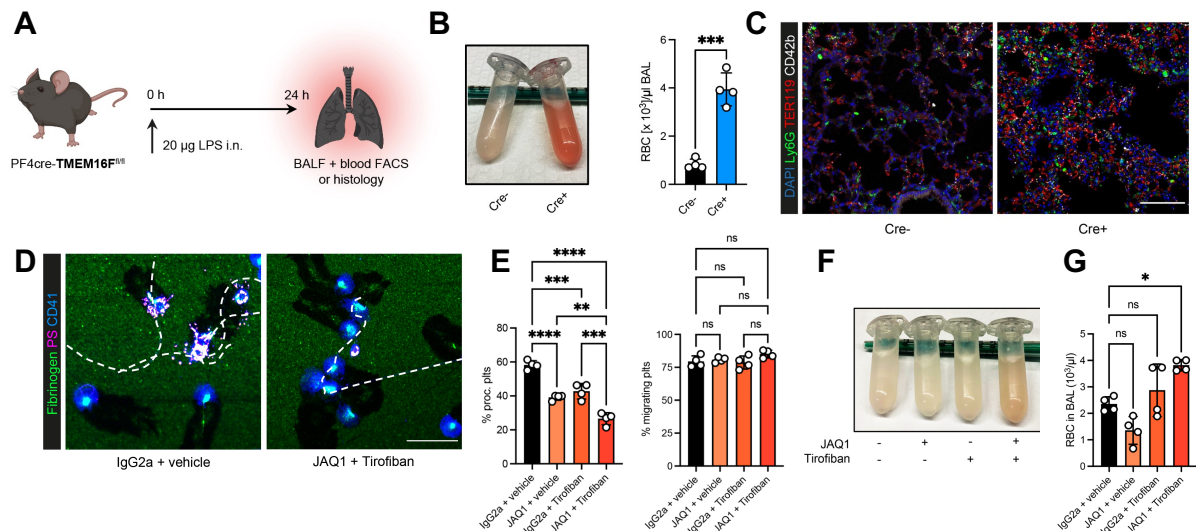 A
0 h
24 h
20 µg LPS i.n.
PF4cre-TMEM16Ffl/fl
BALF + blood FACS
or histology
B
Cre-
Cre+
RBC [x 10³]/µl BAL
6
4
2
0
***
Cre-
Cre+
C
DAPI Ly6G TER119 CD42b
Cre-
Cre+
D
Fibrinogen PS CD41
IgG2a + vehicle
JAQ1 + Tirofiban
E
% proc. plts
100
80
60
40
20
0
****
***
**
****
***
IgG2a + vehicle
JAQ1 + vehicle
IgG2a + Tirofiban
JAQ1 + Tirofiban
% migrating plts
125
100
75
50
25
0
ns
ns
ns
ns
ns
IgG2a + vehicle
JAQ1 + vehicle
IgG2a + Tirofiban
JAQ1 + Tirofiban
F
JAQ1 - + - +
Tirofiban - - + +
G
RBC in BAL (10³/µl)
5
4
3
2
1
0
*
ns
ns
IgG2a + vehicle
JAQ1 + vehicle
IgG2a + Tirofiban
JAQ1 + Tirofiban